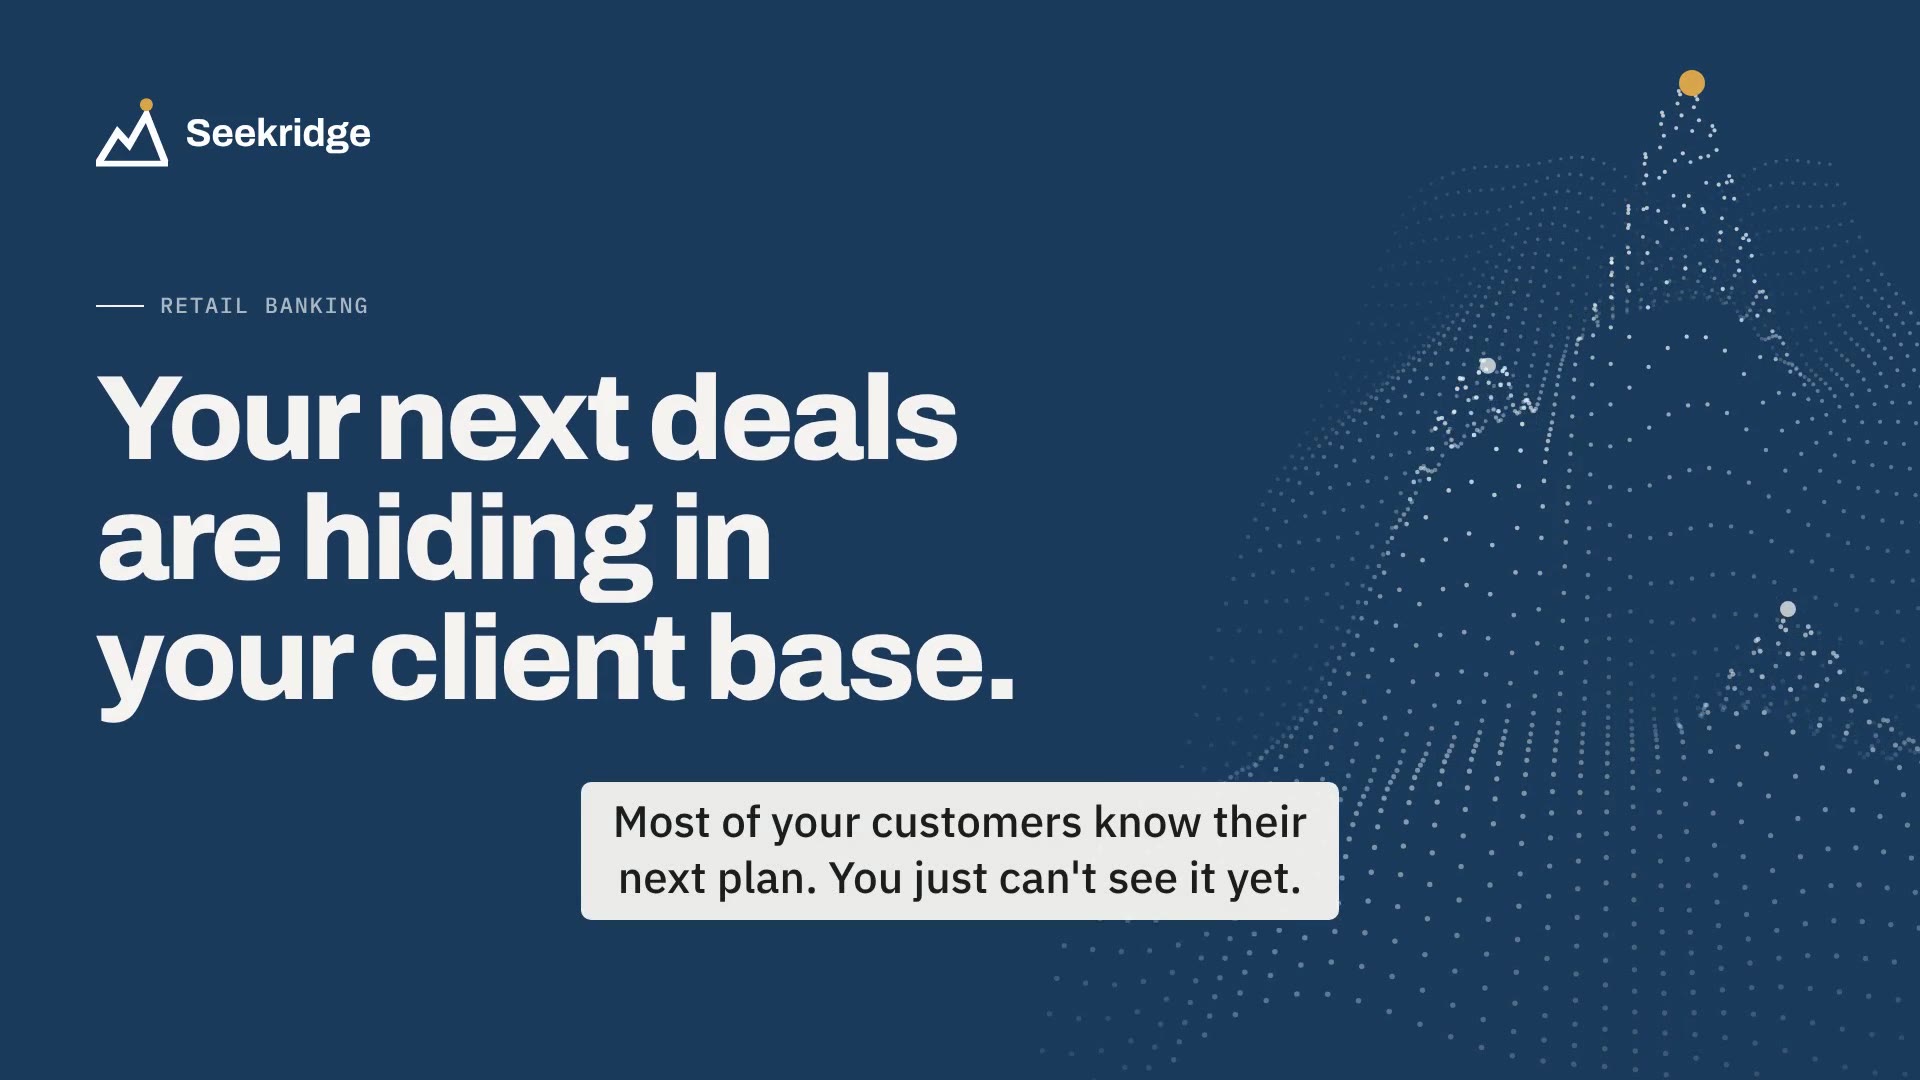 Seekridge
RETAIL BANKING
Your next deals
are hiding in
your client base.
Most of your customers know their
next plan. You just can't see it yet.